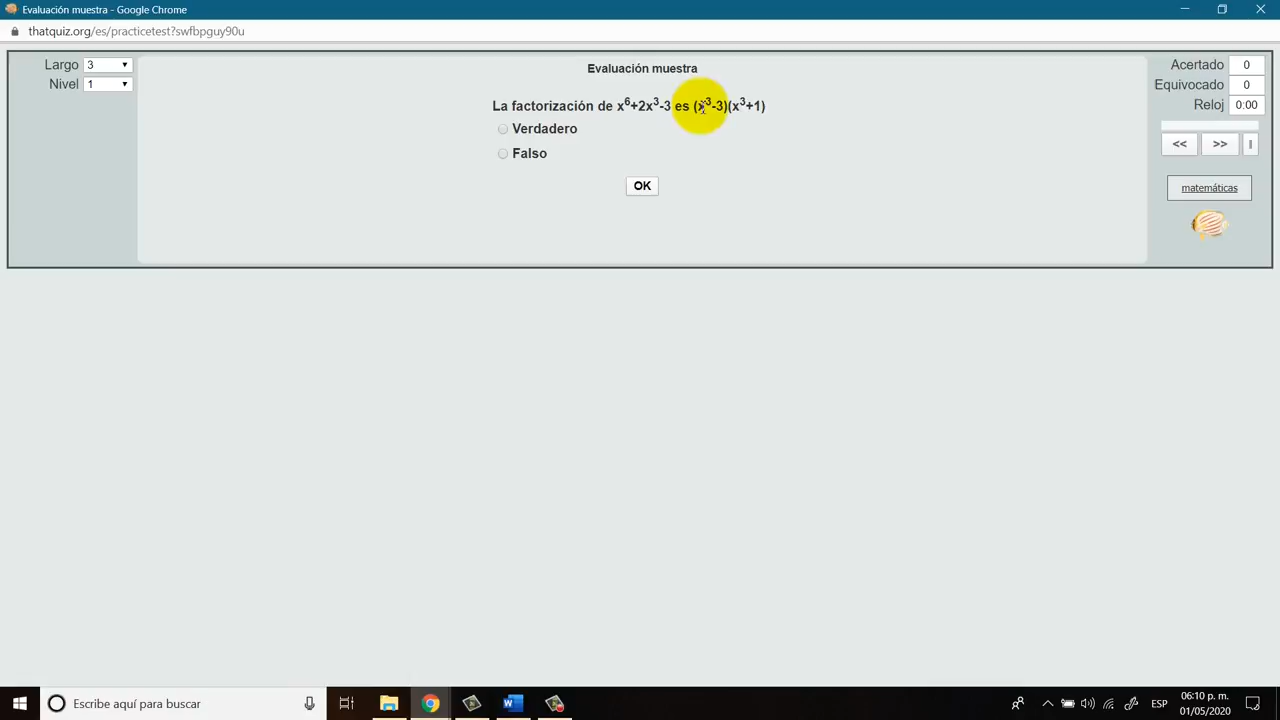 Evaluación muestra - Google Chrome
thatquiz.org/es/practicetest?swfbpguy90u
Largo 3
Nivel 1
Evaluación muestra
La factorización de x⁶+2x³-3 es (x³-3)(x³+1)
Verdadero
Falso
OK
Acertado 0
Equivocado 0
Reloj 0:00
<< >> ||
matemáticas
Escribe aquí para buscar
ESP
06:10 p. m.
01/05/2020